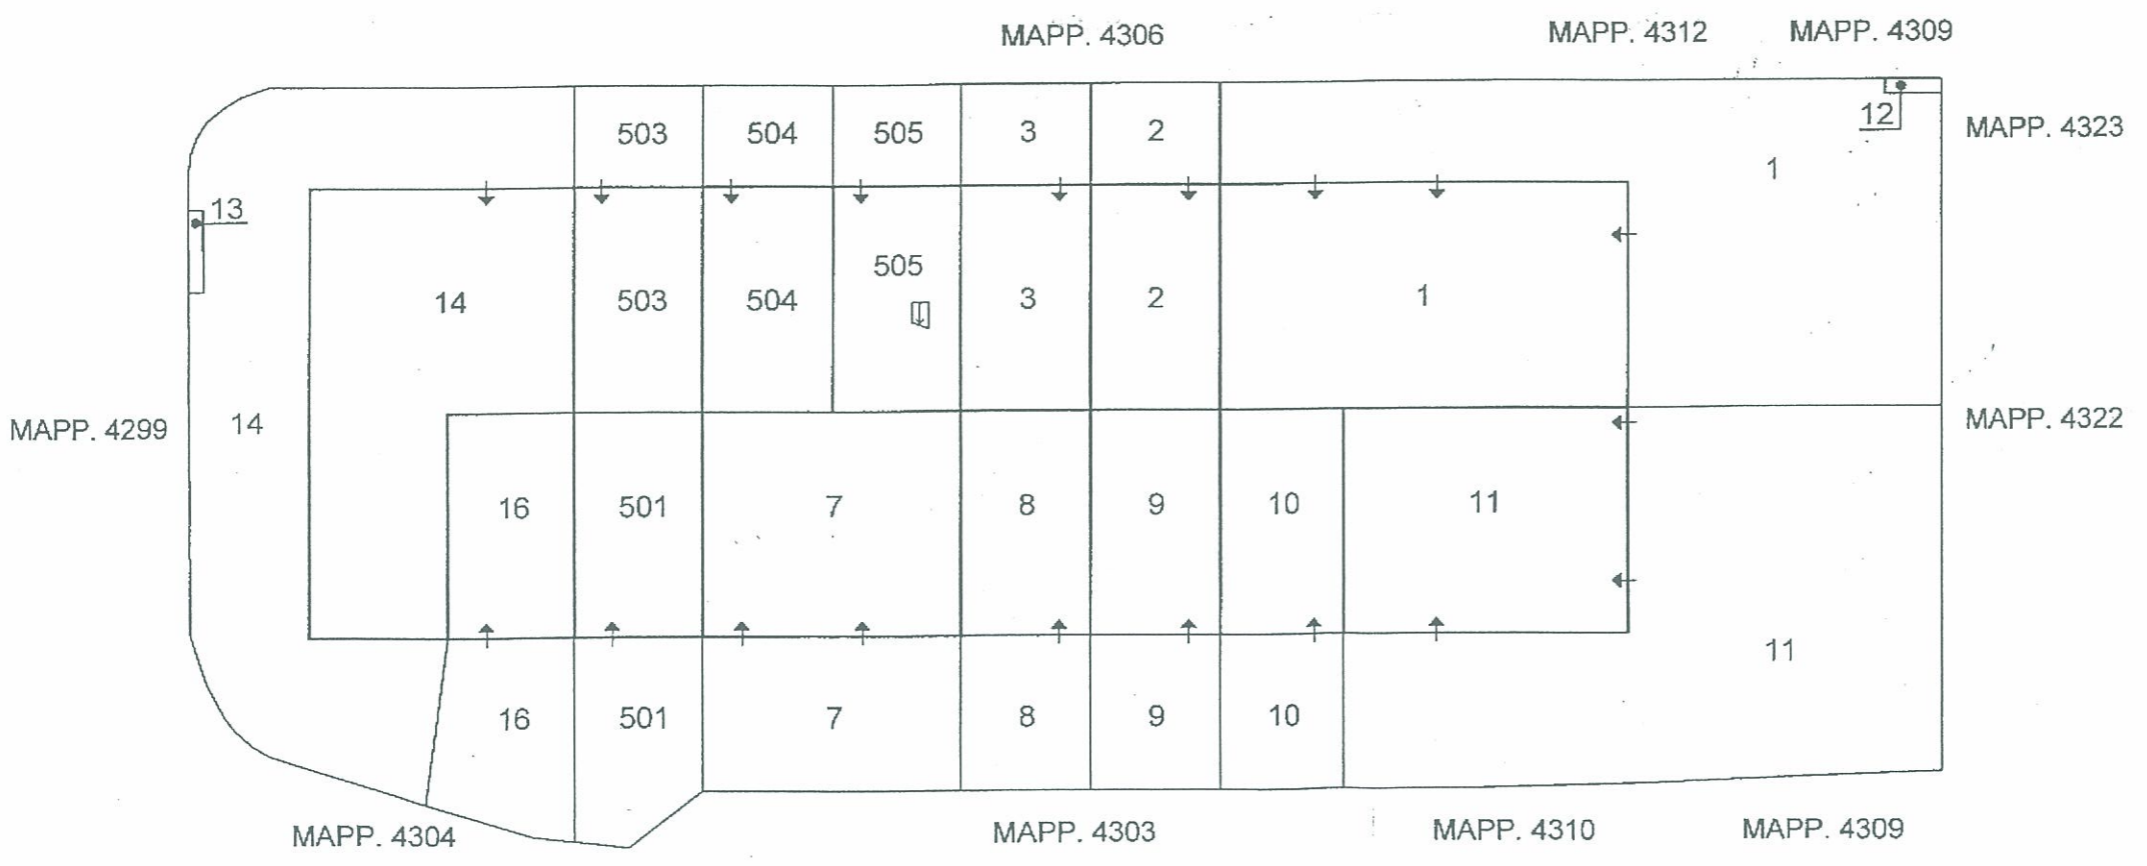 MAPP. 4306 MAPP. 4312 MAPP. 4309
503 504 505 3 2 12 MAPP. 4323
1
13
505
14 503 504 3 2 1
MAPP. 4299 14 MAPP. 4322
16 501 7 8 9 10 11
11
16 501 7 8 9 10
MAPP. 4304 MAPP. 4303 MAPP. 4310 MAPP. 4309